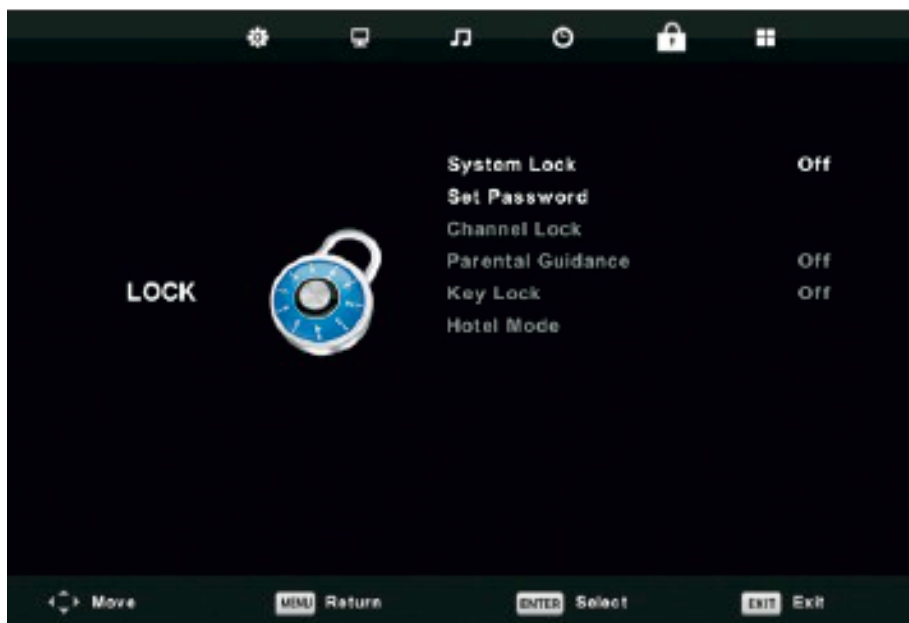 System Lock Off
Set Password
Channel Lock
Parental Guidance Off
LOCK
Key Lock Off
Hotel Mode
Move MENU Return ENTER Select EXIT Exit